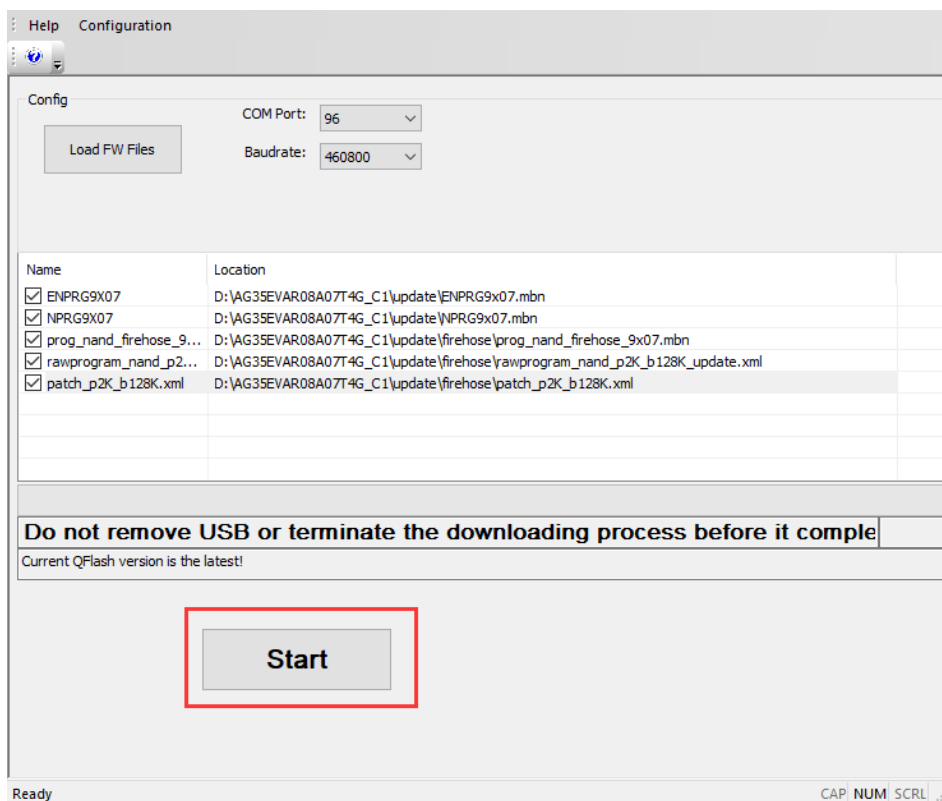 Help Configuration
Config
COM Port: 96
Load FW Files
Baudrate: 460800
Name Location
ENPRG9X07 D:\AG35EVAR08A07T4G_C1\update\ENPRG9x07.mbn
NPRG9X07 D:\AG35EVAR08A07T4G_C1\update\NPRG9x07.mbn
prog_nand_firehose_9... D:\AG35EVAR08A07T4G_C1\update\firehose\prog_nand_firehose_9x07.mbn
rawprogram_nand_p2... D:\AG35EVAR08A07T4G_C1\update\firehose\rawprogram_nand_p2K_b128K_update.xml
patch_p2K_b128K.xml D:\AG35EVAR08A07T4G_C1\update\firehose\patch_p2K_b128K.xml
Do not remove USB or terminate the downloading process before it comple
Current QFlash version is the latest!
Start
Ready CAP NUM SCRL